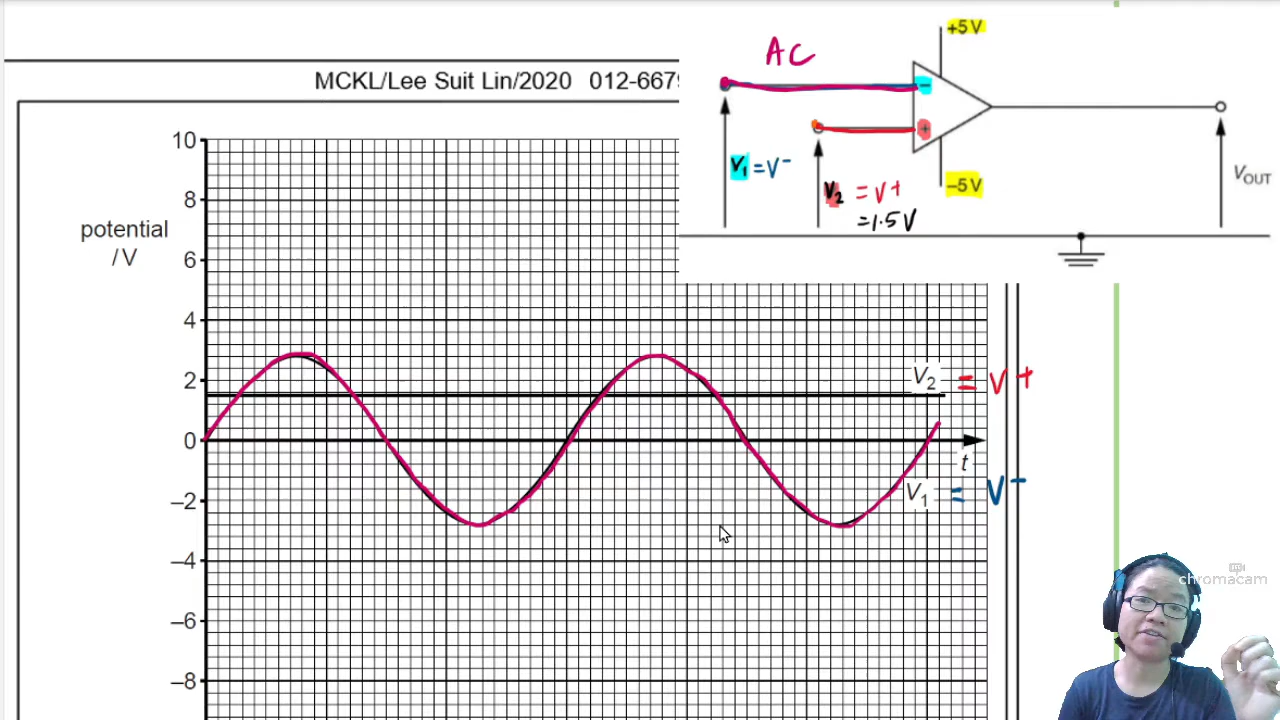 MCKL/Lee Suit Lin/2020 012-6679
AC
+5 V
−
+
V1 = V−
V2 = V+
= 1.5 V
−5 V
VOUT
potential
/ V
10
8
6
4
2
0
−2
−4
−6
−8
V2 = V+
t
V1 = V−
chromacam